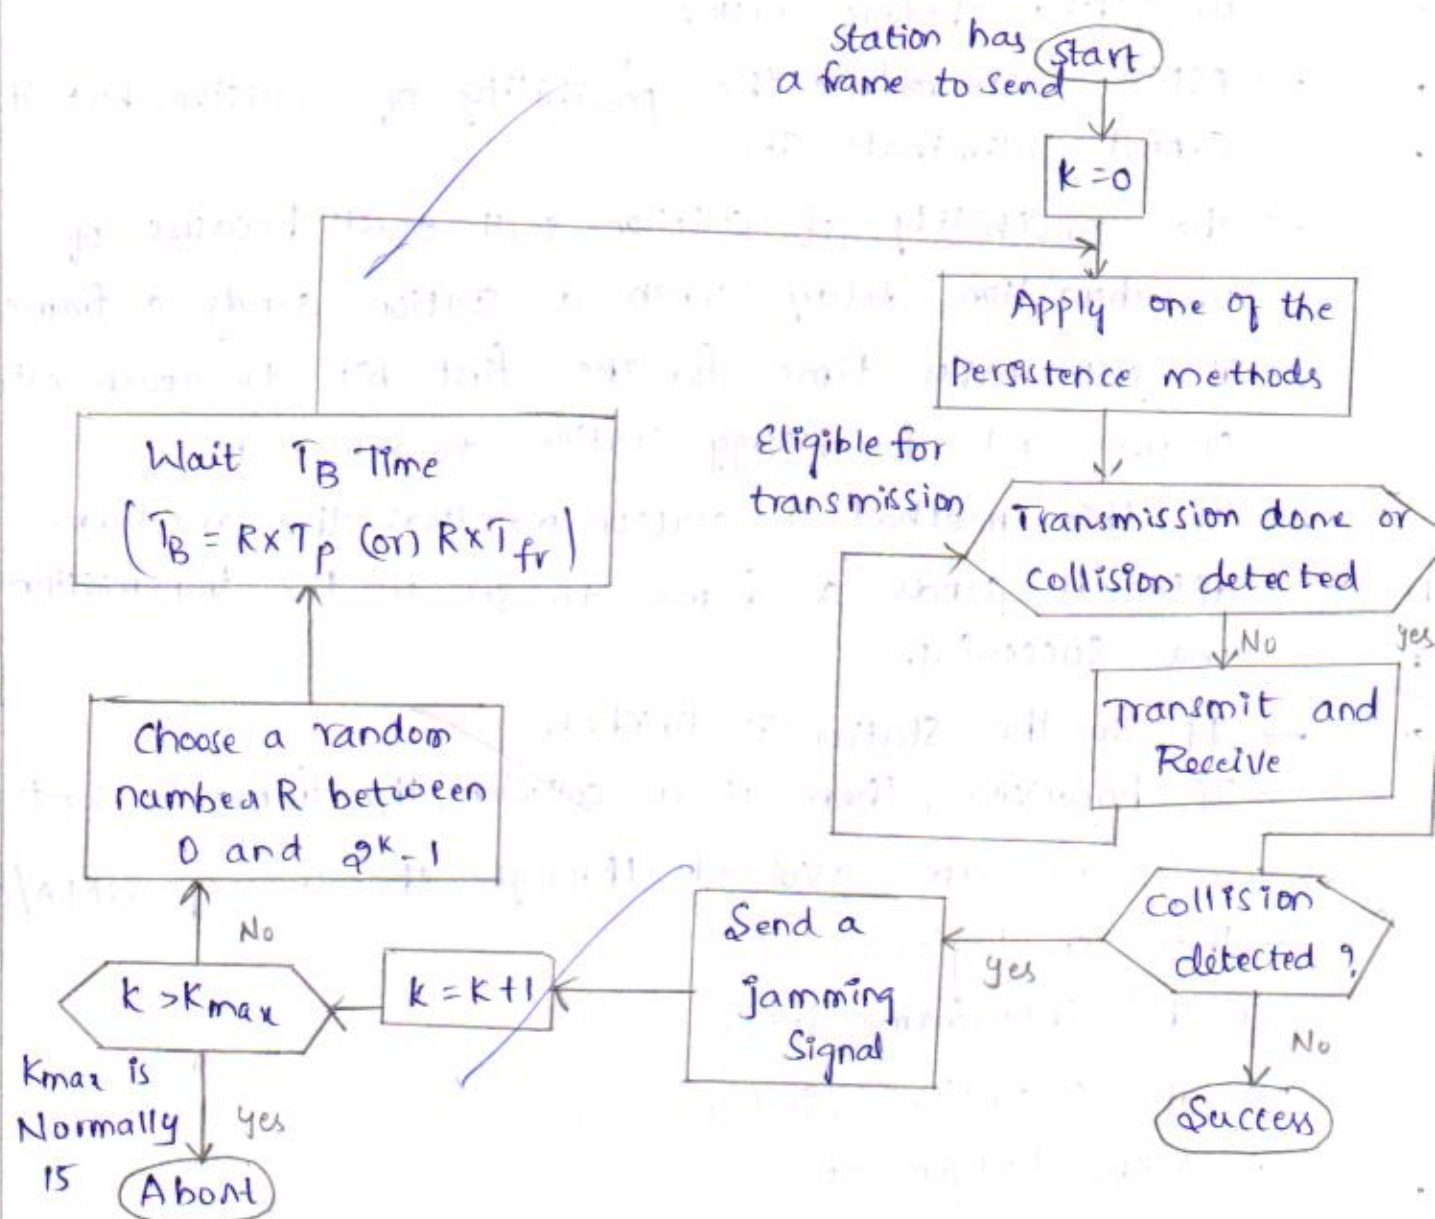 Station has
a frame to send
Start
K = 0
Apply one of the
Persistence methods
Eligible for
transmission
Transmission done or
collision detected
No
yes
Transmit and
Receive
Collision
detected ?
No
Success
yes
Send a
jamming
Signal
K = K+1
K > Kmax
Kmax is
Normally
15
yes
Abort
No
Choose a random
number R between
0 and 2^k-1
Wait TB Time
(TB = R×Tp (or) R×Tfr)